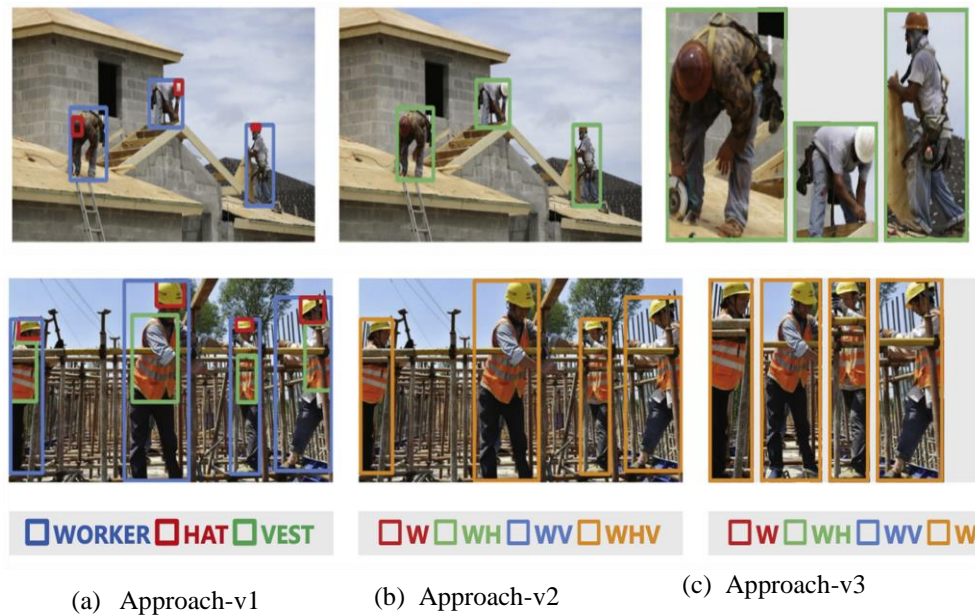 WORKER HAT VEST
W WH WV WHV
W WH WV W
(a) Approach-v1
(b) Approach-v2
(c) Approach-v3